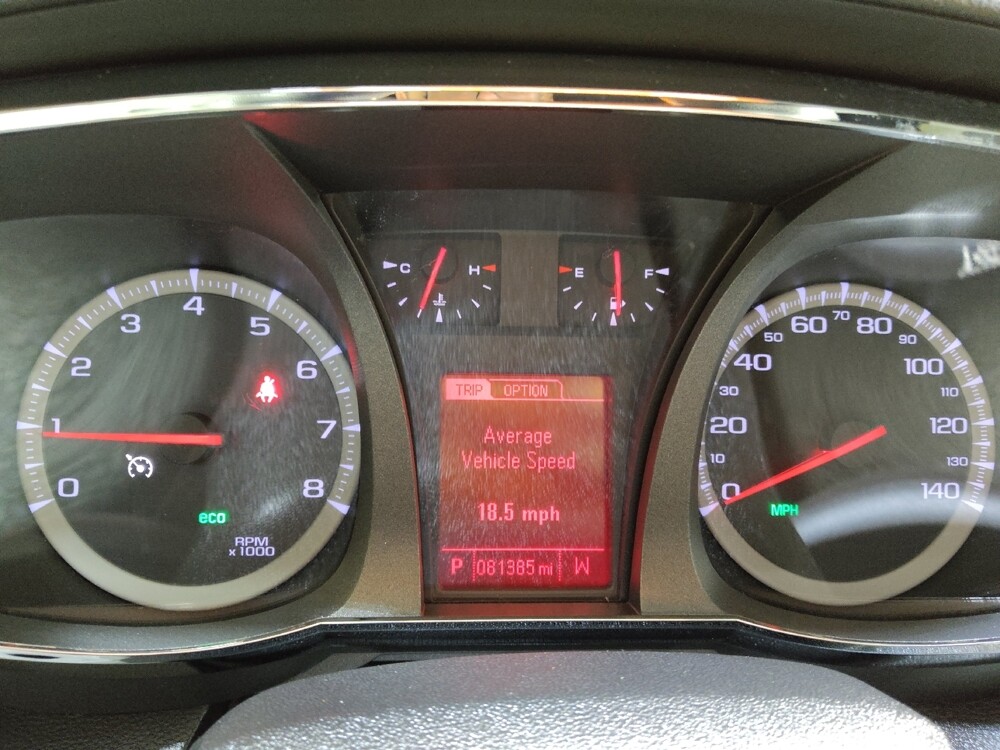 C H
E F
0 1 2 3 4 5 6 7 8
eco
RPM
x 1000
TRIP OPTION
Average
Vehicle Speed
18.5 mph
P 081385 mi W
0 10 20 30 40 50 60 70 80 90 100 110 120 130 140
MPH